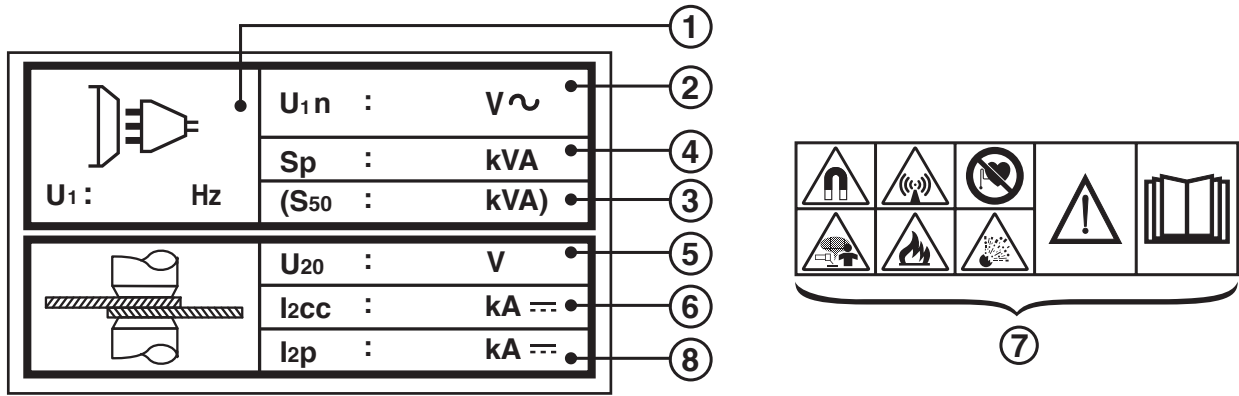 1
U1n : V~
2
Sp : kVA
4
U1: Hz
(S50 : kVA)
3
U20 : V
5
I2cc : kA ⎓
6
I2p : kA ⎓
8
7